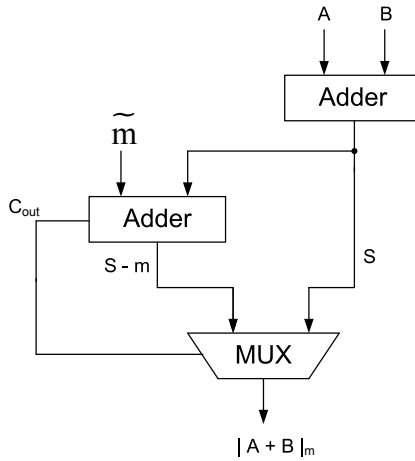 A B
Adder
m̃
Adder
Cout
S - m
S
MUX
| A + B |m